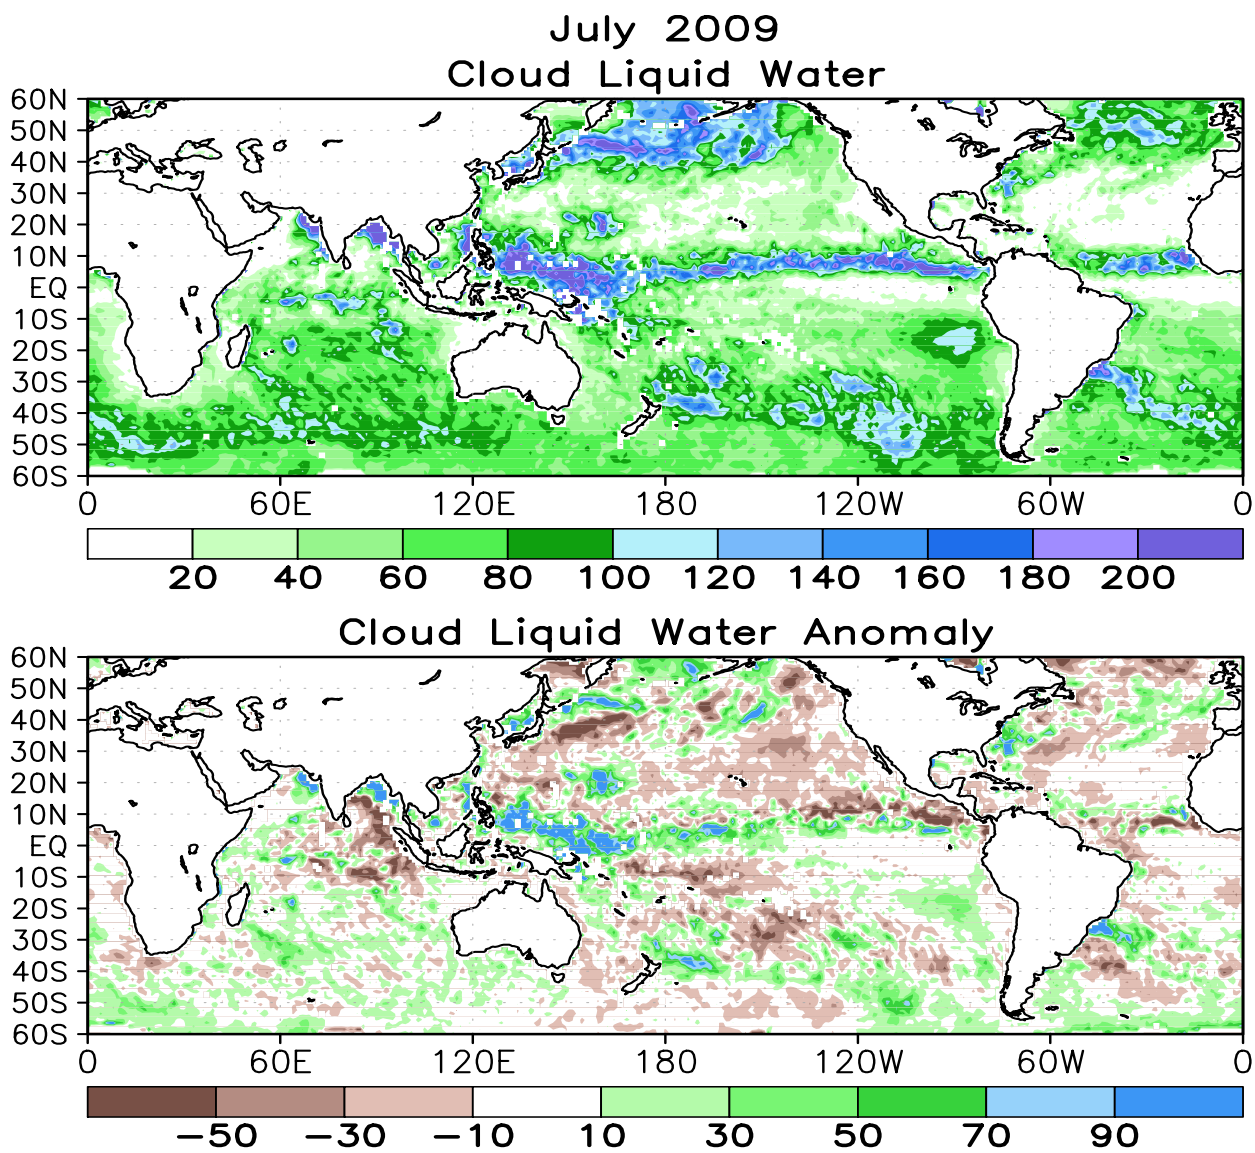 July 2009
Cloud Liquid Water
60N
50N
40N
30N
20N
10N
EQ
10S
20S
30S
40S
50S
60S
0 60E 120E 180 120W 60W 0
20 40 60 80 100 120 140 160 180 200
Cloud Liquid Water Anomaly
60N
50N
40N
30N
20N
10N
EQ
10S
20S
30S
40S
50S
60S
0 60E 120E 180 120W 60W 0
−50 −30 −10 10 30 50 70 90